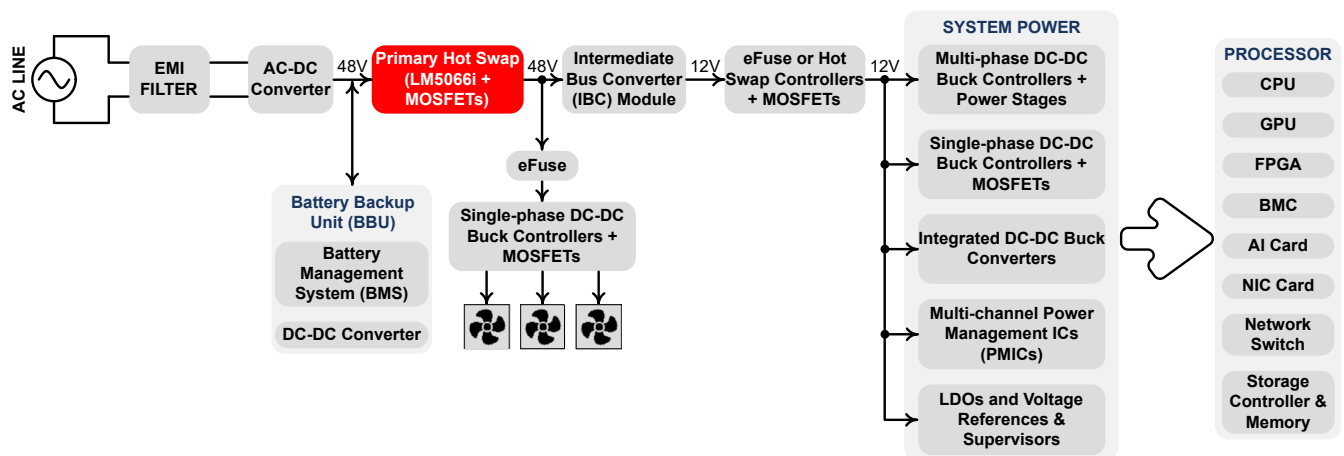 AC LINE
EMI
FILTER
AC-DC
Converter
48V
Primary Hot Swap
(LM5066i +
MOSFETs)
48V
Intermediate
Bus Converter
(IBC) Module
12V
eFuse or Hot
Swap Controllers
+ MOSFETs
12V
Battery Backup
Unit (BBU)
Battery
Management
System (BMS)
DC-DC Converter
eFuse
Single-phase DC-DC
Buck Controllers +
MOSFETs
SYSTEM POWER
Multi-phase DC-DC
Buck Controllers +
Power Stages
Single-phase DC-DC
Buck Controllers +
MOSFETs
Integrated DC-DC Buck
Converters
Multi-channel Power
Management ICs
(PMICs)
LDOs and Voltage
References &
Supervisors
PROCESSOR
CPU
GPU
FPGA
BMC
AI Card
NIC Card
Network
Switch
Storage
Controller &
Memory